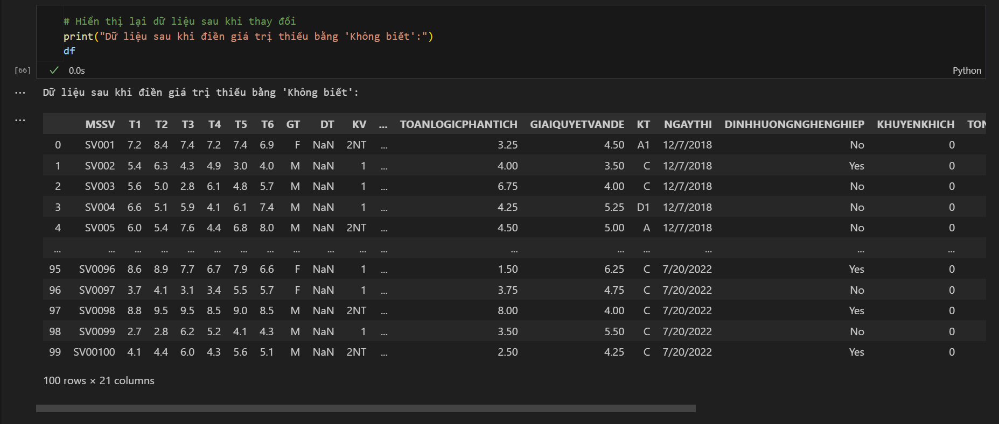 # Hiển thị lại dữ liệu sau khi thay đổi
print("Dữ liệu sau khi điền giá trị thiếu bằng 'Không biết':")
df
[66] 0.0s Python
... Dữ liệu sau khi điền giá trị thiếu bằng 'Không biết':
...
MSSV T1 T2 T3 T4 T5 T6 GT DT KV ... TOANLOGICPHANTICH GIAIQUYETVANDE KT NGAYTHI DINHHUONGNGHENGHIEP KHUYENKHICH TON
0 SV001 7.2 8.4 7.4 7.2 7.4 6.9 F NaN 2NT ... 3.25 4.50 A1 12/7/2018 No 0
1 SV002 5.4 6.3 4.3 4.9 3.0 4.0 M NaN 1 ... 4.00 3.50 C 12/7/2018 Yes 0
2 SV003 5.6 5.0 2.8 6.1 4.8 5.7 M NaN 1 ... 6.75 4.00 C 12/7/2018 No 0
3 SV004 6.6 5.1 5.9 4.1 6.1 7.4 M NaN 1 ... 4.25 5.25 D1 12/7/2018 No 0
4 SV005 6.0 5.4 7.6 4.4 6.8 8.0 M NaN 2NT ... 4.50 5.00 A 12/7/2018 No 0
... ... ... ... ... ... ... ... ... ... ... ... ... ... ... ... ... ...
95 SV0096 8.6 8.9 7.7 6.7 7.9 6.6 F NaN 1 ... 1.50 6.25 C 7/20/2022 Yes 0
96 SV0097 3.7 4.1 3.1 3.4 5.5 5.7 F NaN 1 ... 3.75 4.75 C 7/20/2022 No 0
97 SV0098 8.8 9.5 9.5 8.5 9.0 8.5 M NaN 2NT ... 8.00 4.00 C 7/20/2022 Yes 0
98 SV0099 2.7 2.8 6.2 5.2 4.1 4.3 M NaN 1 ... 3.50 5.50 C 7/20/2022 No 0
99 SV00100 4.1 4.4 6.0 4.3 5.6 5.1 M NaN 2NT ... 2.50 4.25 C 7/20/2022 Yes 0
100 rows × 21 columns